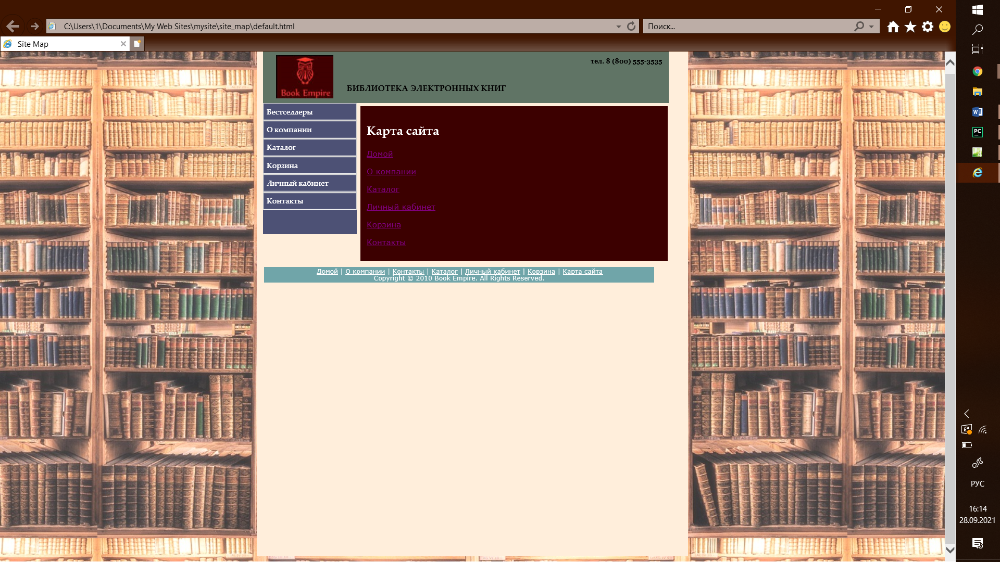 C:\Users\1\Documents\My Web Sites\mysite\site_map\default.html
Поиск...
Site Map
Book Empire
тел. 8 (800) 555-3535
БИБЛИОТЕКА ЭЛЕКТРОННЫХ КНИГ
Бестселлеры
О компании
Каталог
Корзина
Личный кабинет
Контакты
Карта сайта
Домой
О компании
Каталог
Личный кабинет
Корзина
Контакты
Домой | О компании | Контакты | Каталог | Личный кабинет | Корзина | Карта сайта
Copyright © 2010 Book Empire. All Rights Reserved.
РУС
16:14
28.09.2021